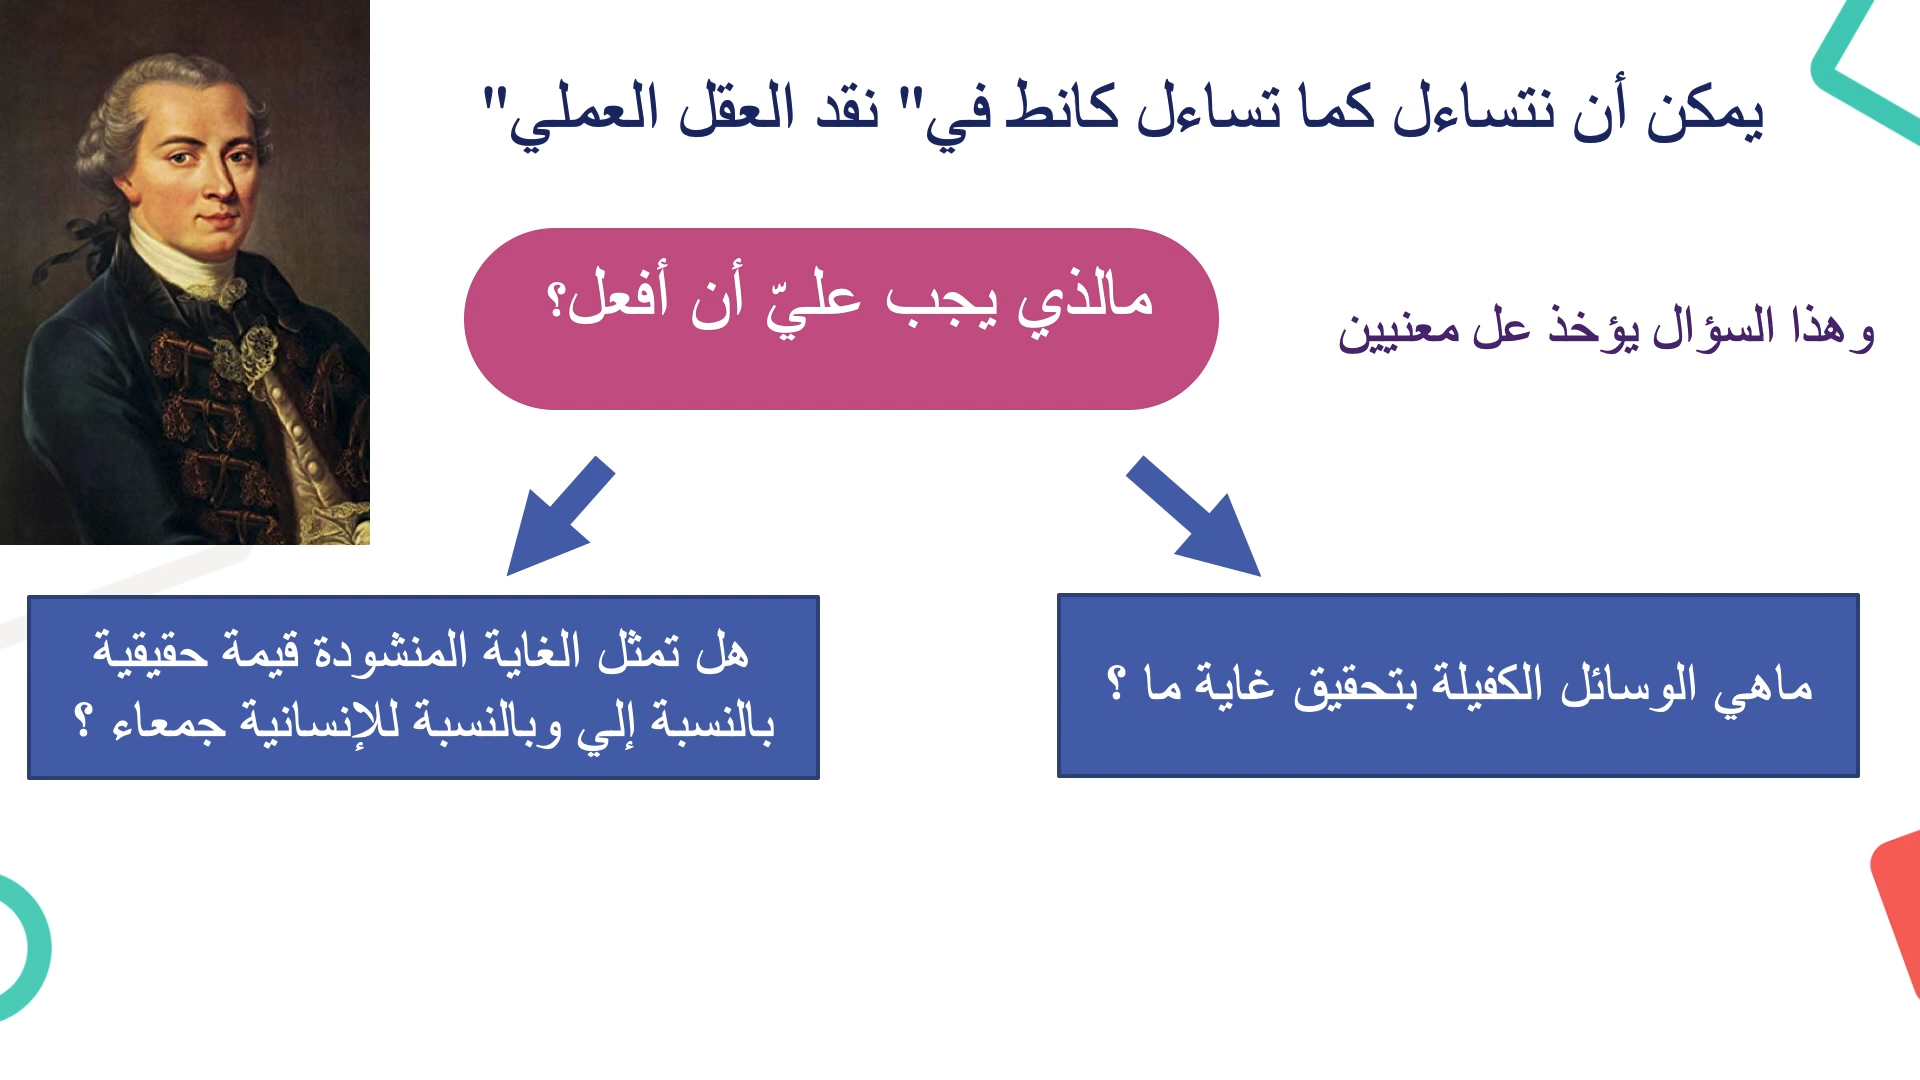 يمكن أن نتساءل كما تساءل كانط في" نقد العقل العملي"
مالذي يجب عليّ أن أفعل؟
وهذا السؤال يؤخذ عل معنيين
ماهي الوسائل الكفيلة بتحقيق غاية ما ؟
هل تمثل الغاية المنشودة قيمة حقيقية
بالنسبة إلي وبالنسبة للإنسانية جمعاء ؟